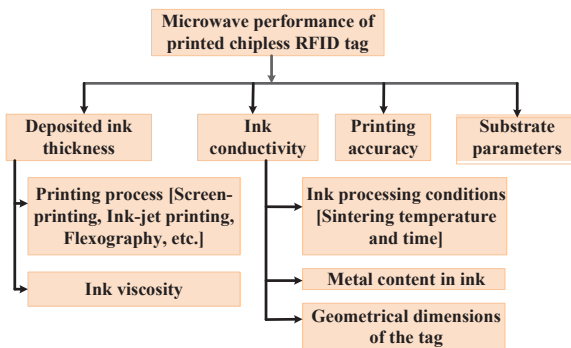 Microwave performance of
printed chipless RFID tag
Deposited ink
thickness
Ink
conductivity
Printing
accuracy
Substrate
parameters
Printing process [Screen-
printing, Ink-jet printing,
Flexography, etc.]
Ink viscosity
Ink processing conditions
[Sintering temperature
and time]
Metal content in ink
Geometrical dimensions
of the tag